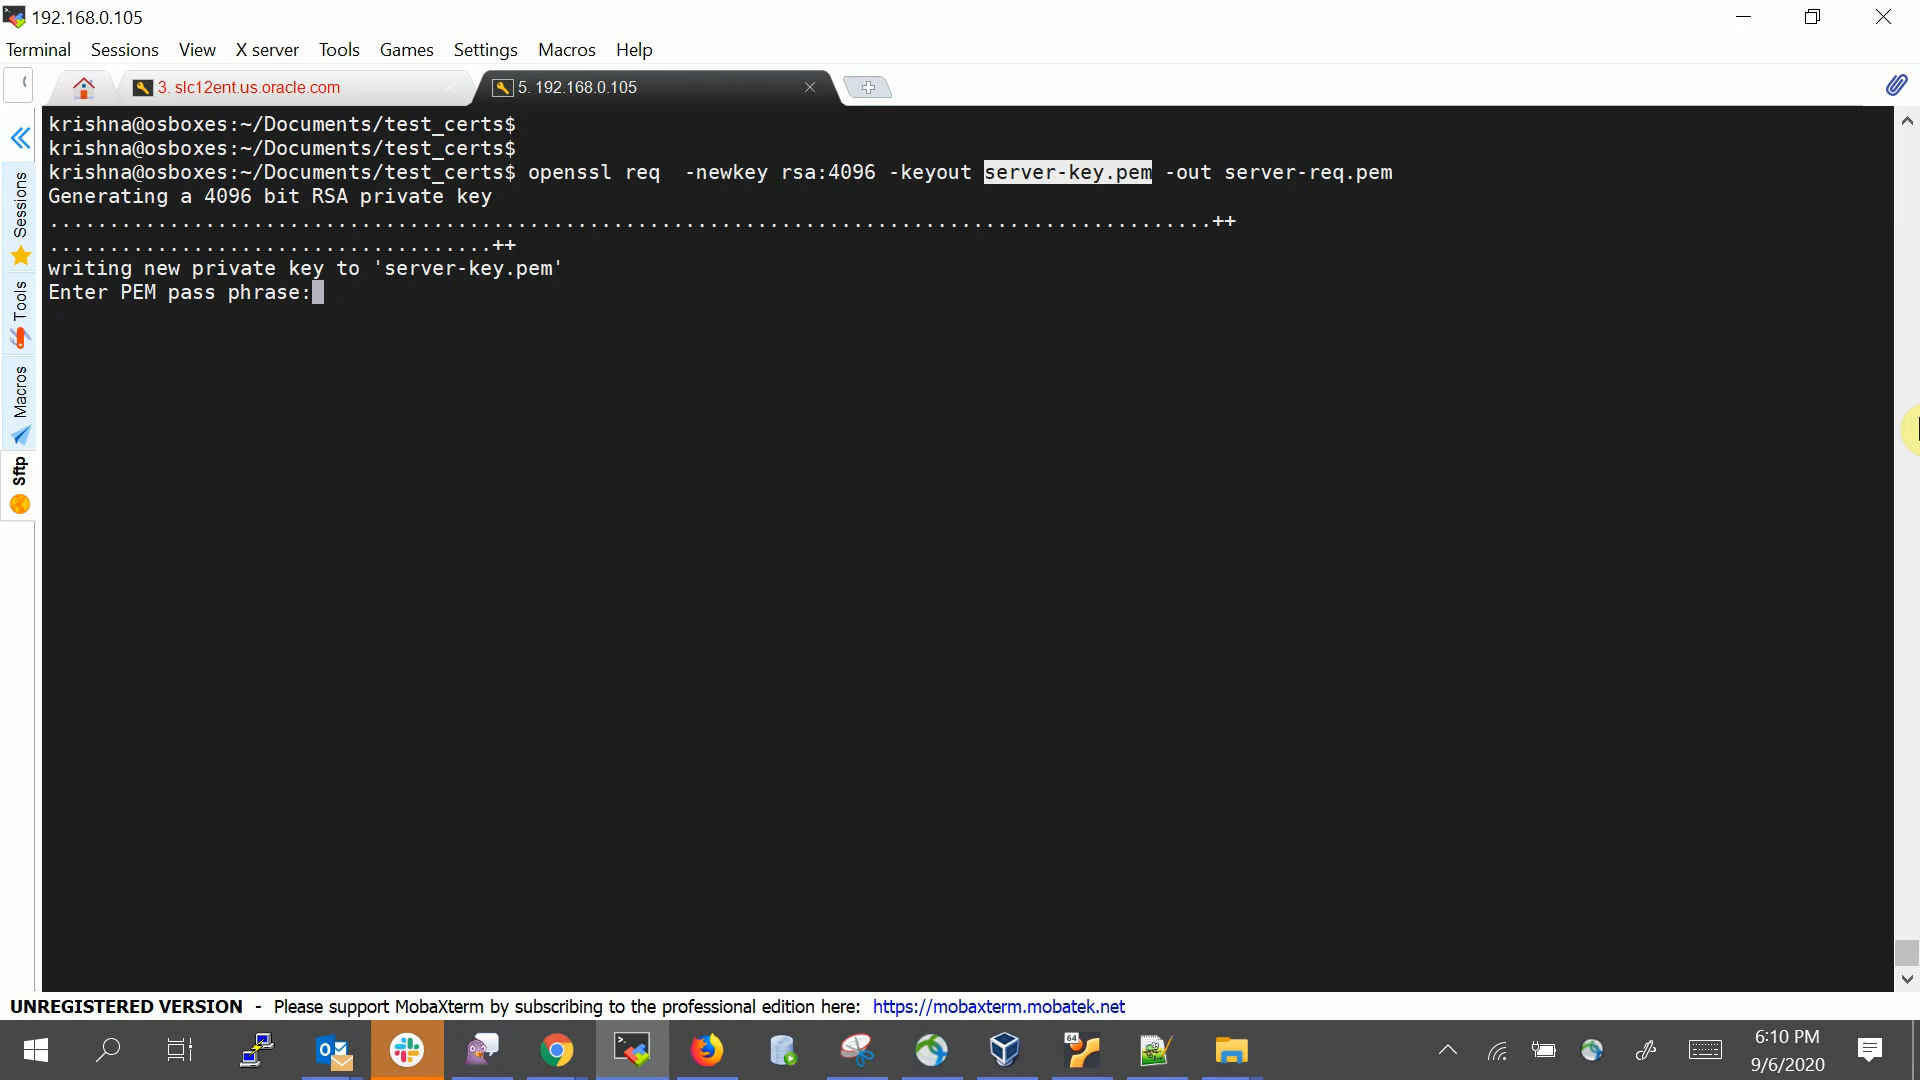 192.168.0.105
Terminal Sessions View X server Tools Games Settings Macros Help
3. slc12ent.us.oracle.com
5. 192.168.0.105
krishna@osboxes:~/Documents/test_certs$
krishna@osboxes:~/Documents/test_certs$
krishna@osboxes:~/Documents/test_certs$ openssl req  -newkey rsa:4096 -keyout server-key.pem -out server-req.pem
Generating a 4096 bit RSA private key
.................................................................................................++
.....................................++
writing new private key to 'server-key.pem'
Enter PEM pass phrase:
Sessions
Tools
Macros
Sftp
UNREGISTERED VERSION - Please support MobaXterm by subscribing to the professional edition here: https://mobaxterm.mobatek.net
64
6:10 PM
9/6/2020